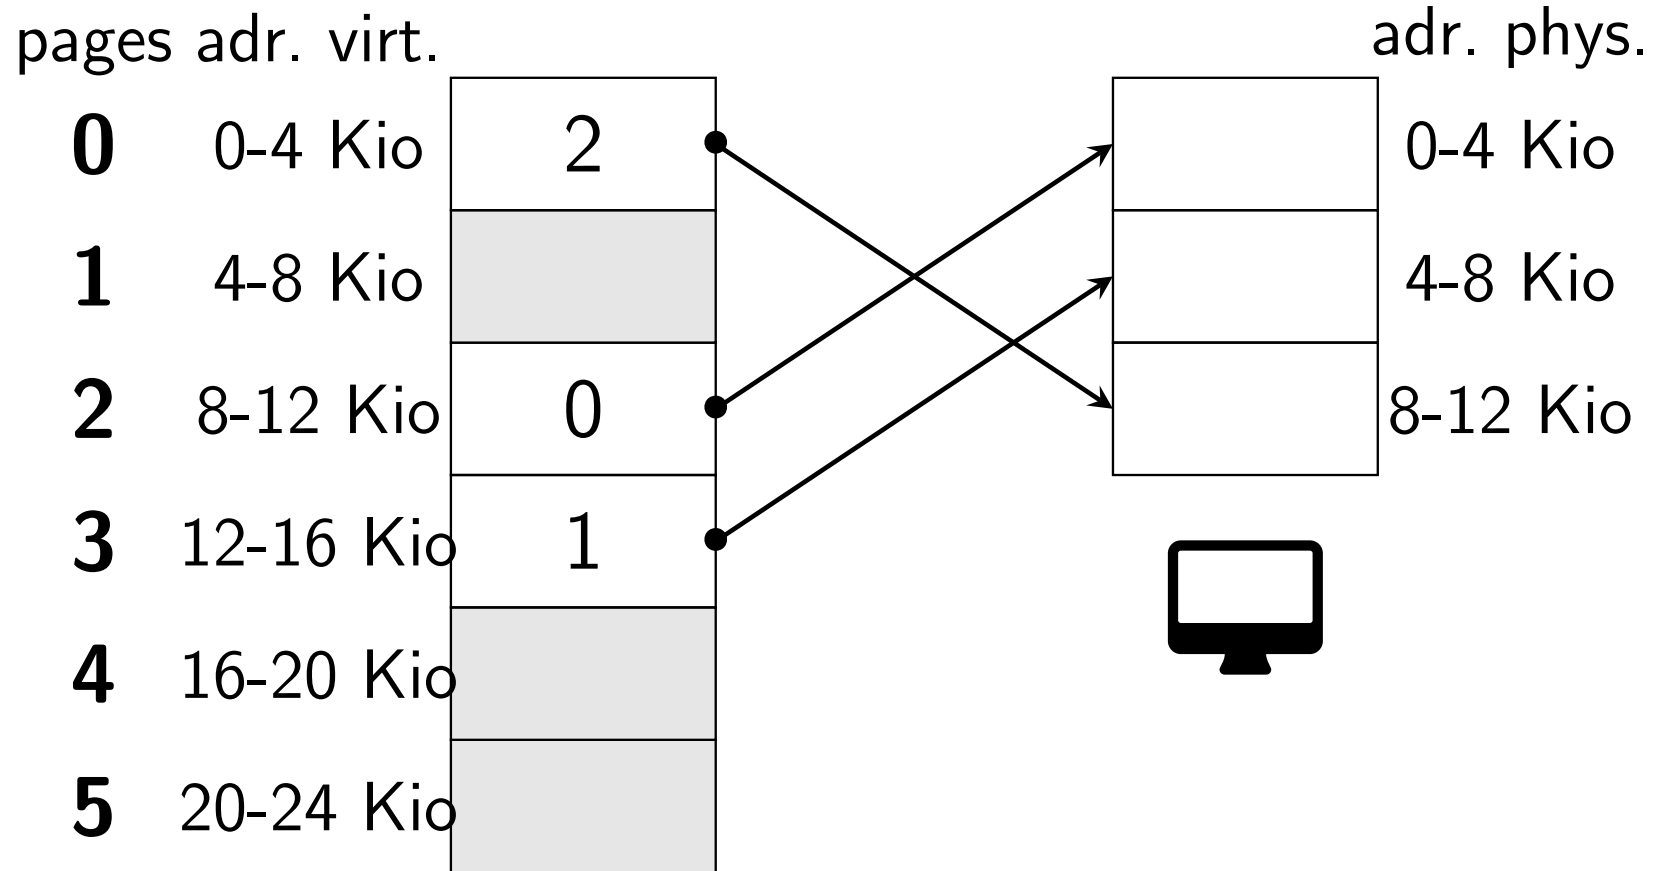 pages adr. virt. adr. phys.
0 0-4 Kio 2 0-4 Kio
1 4-8 Kio 4-8 Kio
2 8-12 Kio 0 8-12 Kio
3 12-16 Kio 1
4 16-20 Kio
5 20-24 Kio